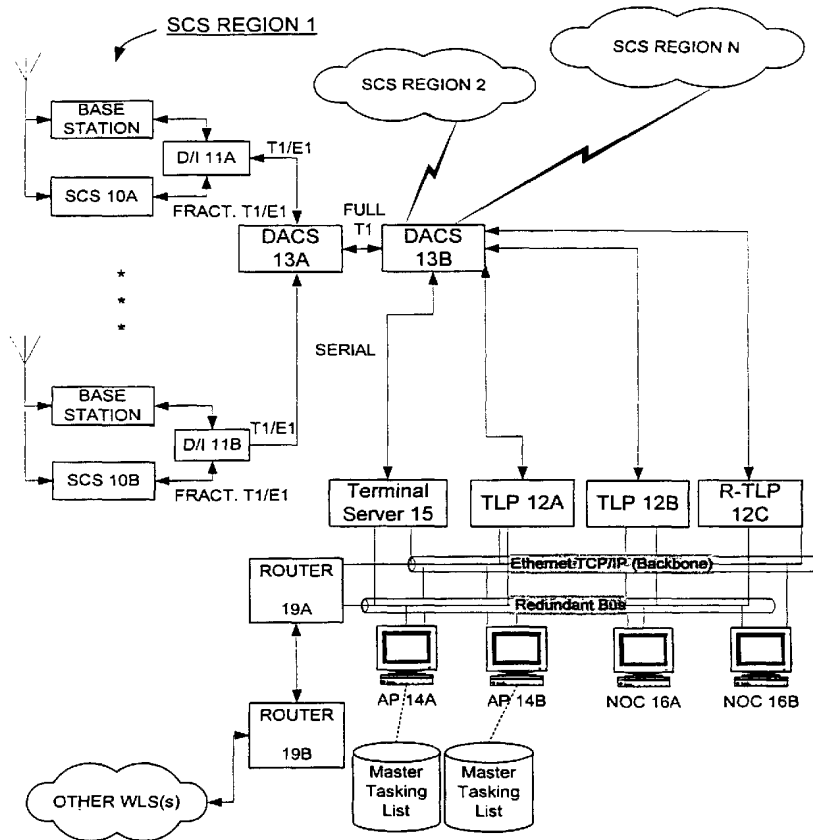 SCS REGION 1
SCS REGION 2
SCS REGION N
BASE
STATION
D/I 11A
T1/E1
SCS 10A
FRACT. T1/E1
DACS
13A
FULL
T1
DACS
13B
*
*
*
SERIAL
BASE
STATION
D/I 11B
T1/E1
SCS 10B
FRACT. T1/E1
Terminal
Server 15
TLP 12A
TLP 12B
R-TLP
12C
Ethernet/TCP/IP (Backbone)
Redundant Bus
ROUTER
19A
AP 14A
AP 14B
NOC 16A
NOC 16B
ROUTER
19B
Master
Tasking
List
Master
Tasking
List
OTHER WLS(s)